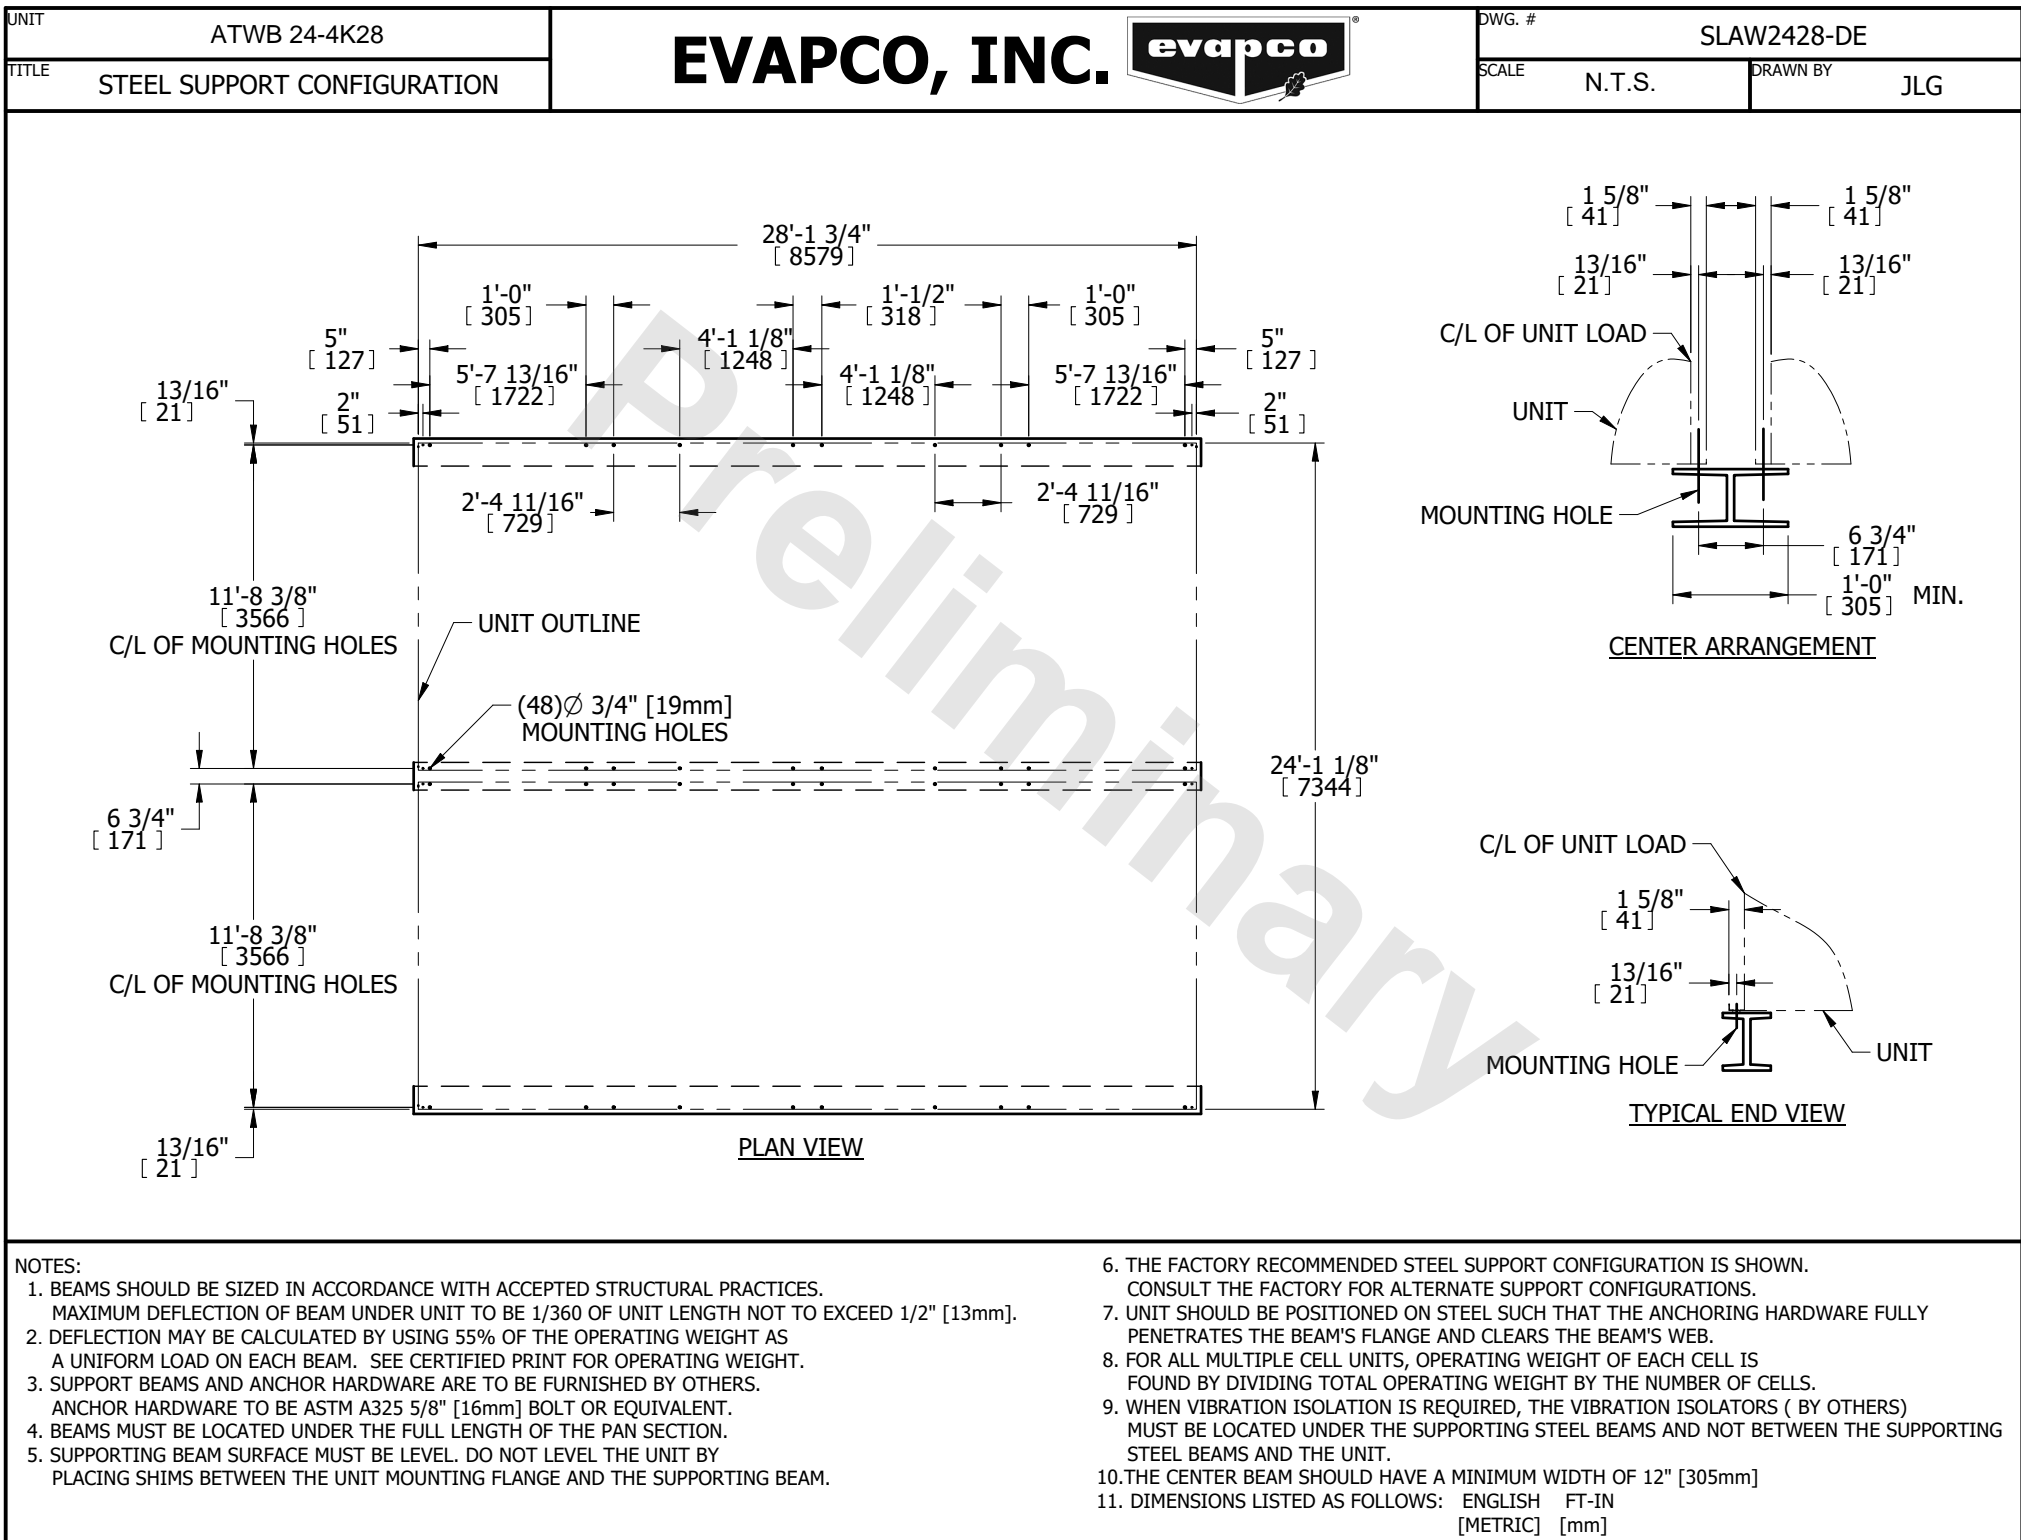 UNIT
ATWB 24-4K28
TITLE
STEEL SUPPORT CONFIGURATION
EVAPCO, INC.
evapco
®
DWG. #
SLAW2428-DE
SCALE
N.T.S.
DRAWN BY
JLG
28'-1 3/4"
[ 8579 ]
1'-0"
[ 305 ]
1'-1/2"
[ 318 ]
1'-0"
[ 305 ]
5"
[ 127 ]
4'-1 1/8"
[ 1248 ]
5"
[ 127 ]
5'-7 13/16"
[ 1722 ]
4'-1 1/8"
[ 1248 ]
5'-7 13/16"
[ 1722 ]
13/16"
[ 21 ]
2"
[ 51 ]
2"
[ 51 ]
2'-4 11/16"
[ 729 ]
2'-4 11/16"
[ 729 ]
11'-8 3/8"
[ 3566 ]
C/L OF MOUNTING HOLES
UNIT OUTLINE
(48)Ø 3/4" [19mm]
MOUNTING HOLES
6 3/4"
[ 171 ]
24'-1 1/8"
[ 7344 ]
11'-8 3/8"
[ 3566 ]
C/L OF MOUNTING HOLES
13/16"
[ 21 ]
PLAN VIEW
Preliminary
1 5/8"
[ 41 ]
1 5/8"
[ 41 ]
13/16"
[ 21 ]
13/16"
[ 21 ]
C/L OF UNIT LOAD
UNIT
MOUNTING HOLE
6 3/4"
[ 171 ]
1'-0"
[ 305 ] MIN.
CENTER ARRANGEMENT
C/L OF UNIT LOAD
1 5/8"
[ 41 ]
13/16"
[ 21 ]
MOUNTING HOLE
UNIT
TYPICAL END VIEW
NOTES:
1. BEAMS SHOULD BE SIZED IN ACCORDANCE WITH ACCEPTED STRUCTURAL PRACTICES.
MAXIMUM DEFLECTION OF BEAM UNDER UNIT TO BE 1/360 OF UNIT LENGTH NOT TO EXCEED 1/2" [13mm].
2. DEFLECTION MAY BE CALCULATED BY USING 55% OF THE OPERATING WEIGHT AS
A UNIFORM LOAD ON EACH BEAM. SEE CERTIFIED PRINT FOR OPERATING WEIGHT.
3. SUPPORT BEAMS AND ANCHOR HARDWARE ARE TO BE FURNISHED BY OTHERS.
ANCHOR HARDWARE TO BE ASTM A325 5/8" [16mm] BOLT OR EQUIVALENT.
4. BEAMS MUST BE LOCATED UNDER THE FULL LENGTH OF THE PAN SECTION.
5. SUPPORTING BEAM SURFACE MUST BE LEVEL. DO NOT LEVEL THE UNIT BY
PLACING SHIMS BETWEEN THE UNIT MOUNTING FLANGE AND THE SUPPORTING BEAM.
6. THE FACTORY RECOMMENDED STEEL SUPPORT CONFIGURATION IS SHOWN.
CONSULT THE FACTORY FOR ALTERNATE SUPPORT CONFIGURATIONS.
7. UNIT SHOULD BE POSITIONED ON STEEL SUCH THAT THE ANCHORING HARDWARE FULLY
PENETRATES THE BEAM'S FLANGE AND CLEARS THE BEAM'S WEB.
8. FOR ALL MULTIPLE CELL UNITS, OPERATING WEIGHT OF EACH CELL IS
FOUND BY DIVIDING TOTAL OPERATING WEIGHT BY THE NUMBER OF CELLS.
9. WHEN VIBRATION ISOLATION IS REQUIRED, THE VIBRATION ISOLATORS ( BY OTHERS)
MUST BE LOCATED UNDER THE SUPPORTING STEEL BEAMS AND NOT BETWEEN THE SUPPORTING
STEEL BEAMS AND THE UNIT.
10.THE CENTER BEAM SHOULD HAVE A MINIMUM WIDTH OF 12" [305mm]
11. DIMENSIONS LISTED AS FOLLOWS: ENGLISH FT-IN
[METRIC] [mm]